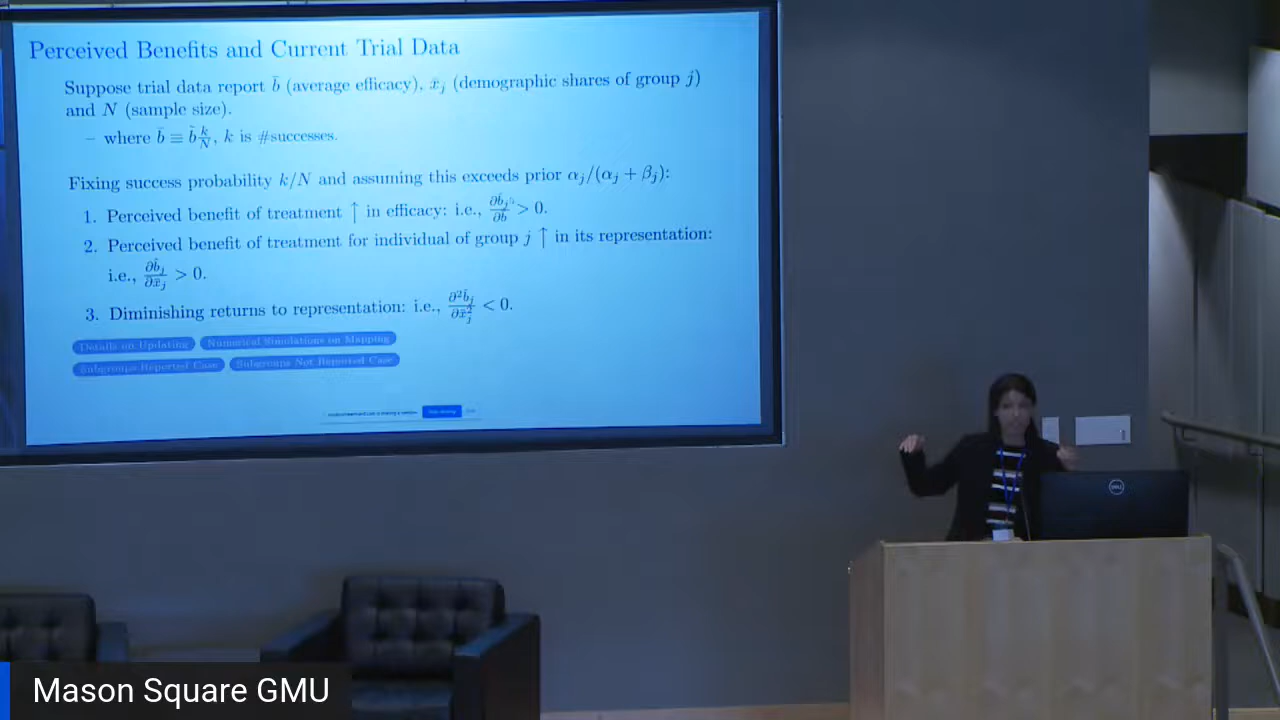 Perceived Benefits and Current Trial Data
Suppose trial data report b̄ (average efficacy), x̄ⱼ (demographic shares of group j)
and N (sample size).
– where b̄ ≡ b̃ k/N, k is #successes.
Fixing success probability k/N and assuming this exceeds prior αⱼ/(αⱼ + βⱼ):
1. Perceived benefit of treatment ↑ in efficacy: i.e., ∂b̂ⱼ/∂b̄ > 0.
2. Perceived benefit of treatment for individual of group j ↑ in its representation:
i.e., ∂b̂ⱼ/∂x̄ⱼ > 0.
3. Diminishing returns to representation: i.e., ∂²b̂ⱼ/∂x̄ⱼ² < 0.
Details on Updating Numerical Simulations on Mapping
Subgroups Reported Case Subgroups Not Reported Case
Stop sharing
DELL
Mason Square GMU